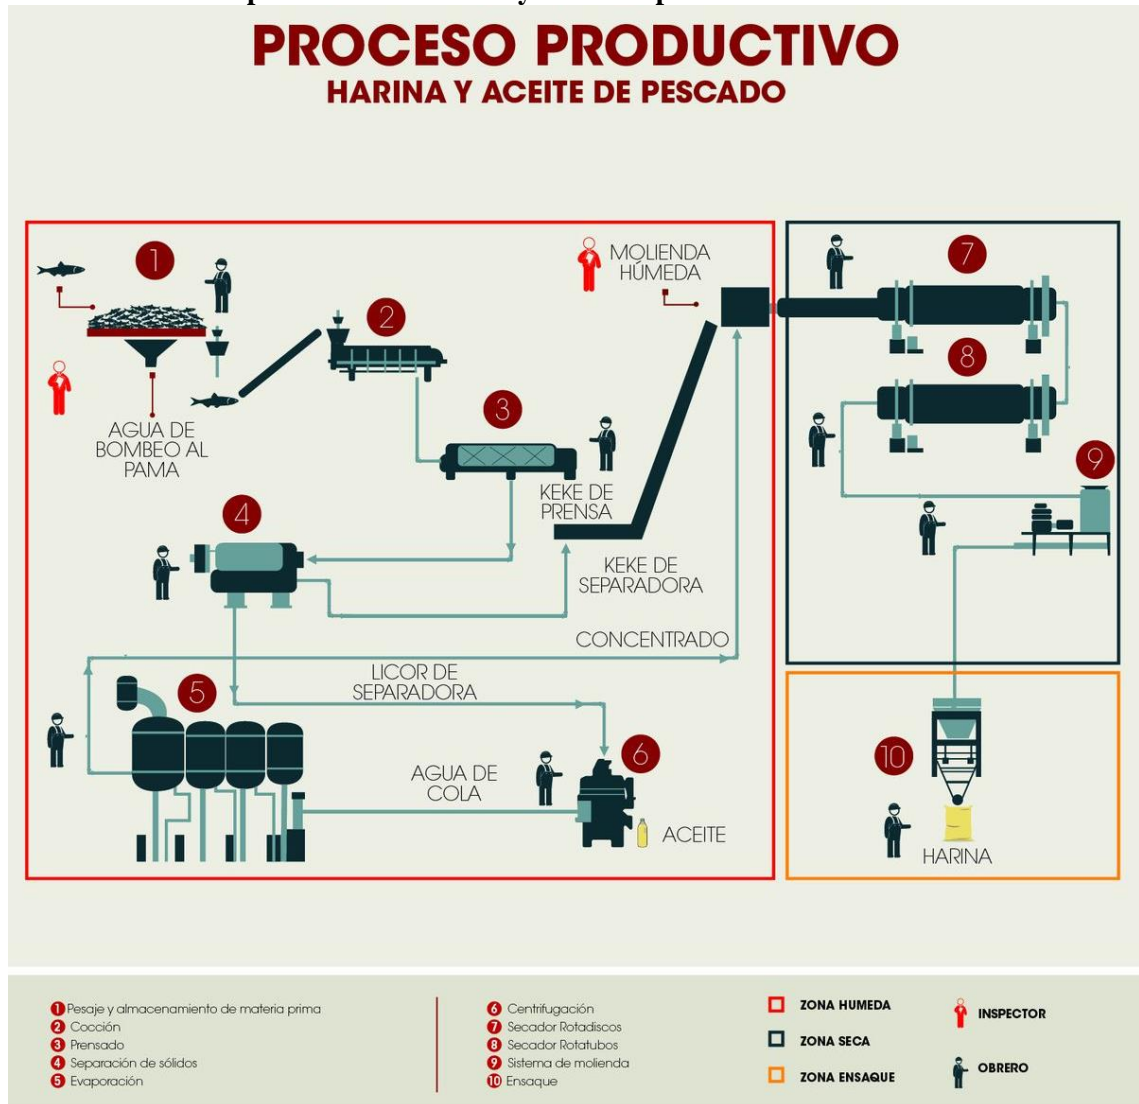 PROCESO PRODUCTIVO
HARINA Y ACEITE DE PESCADO
1
AGUA DE
BOMBEO AL
PAMA
2
3
MOLIENDA
HÚMEDA
KEKE DE
PRENSA
4
KEKE DE
SEPARADORA
CONCENTRADO
LICOR DE
SEPARADORA
5
AGUA DE
COLA
6
ACEITE
7
8
9
10
HARINA
1 Pesaje y almacenamiento de materia prima
2 Cocción
3 Prensado
4 Separación de sólidos
5 Evaporación
6 Centrifugación
7 Secador Rotadiscos
8 Secador Rotatubos
9 Sistema de molienda
10 Ensaque
ZONA HUMEDA
ZONA SECA
ZONA ENSAQUE
INSPECTOR
OBRERO